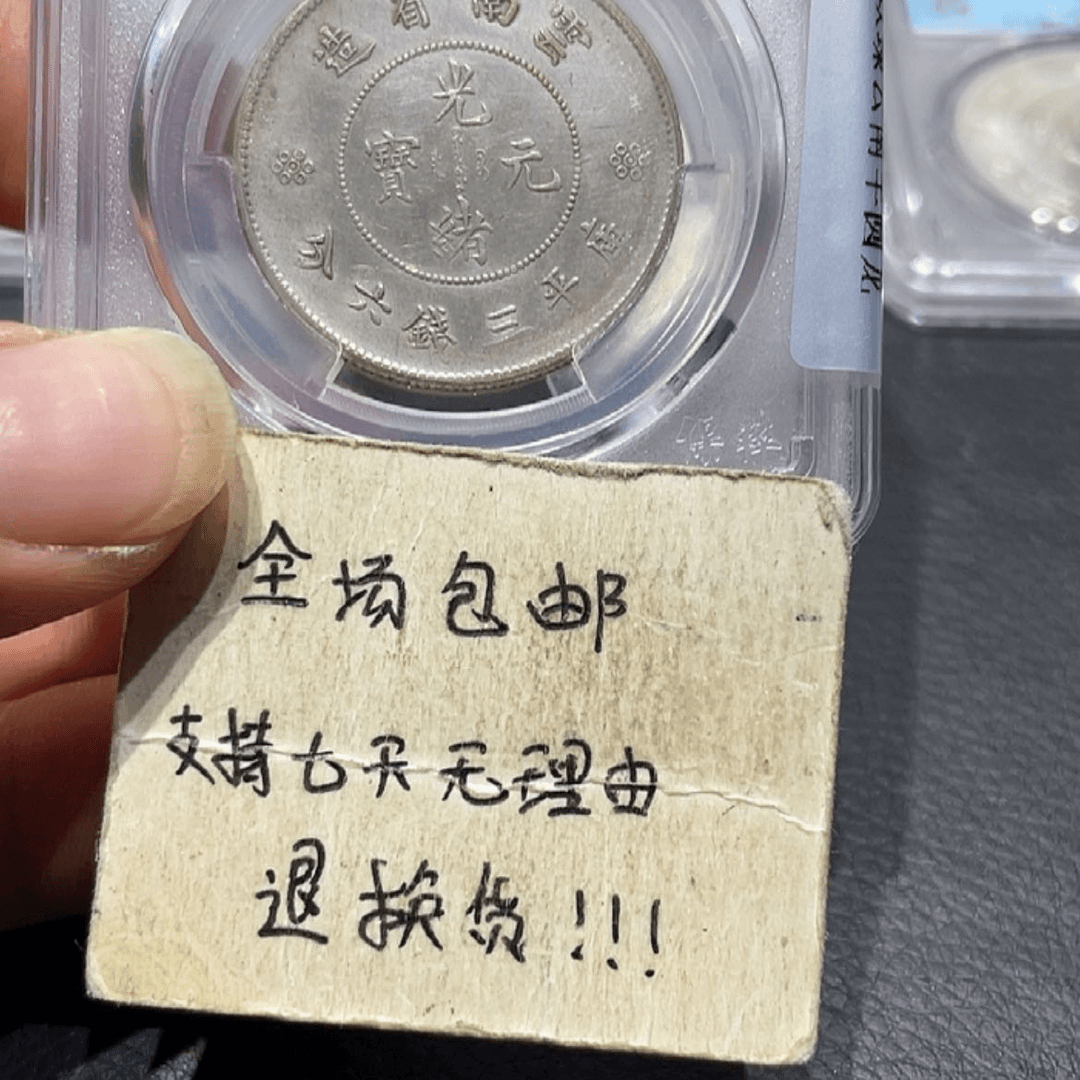 雲南省造
光緒元寶
庫平三錢六分
全场包邮
支持七天无理由
退换货!!!